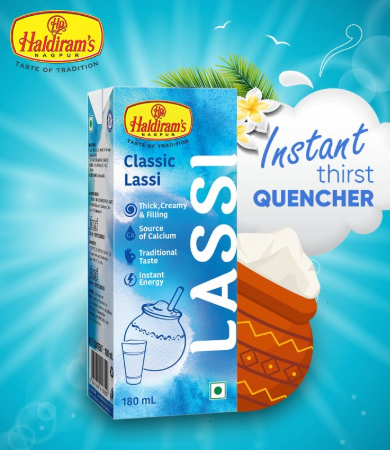 Haldiram's
NAGPUR
TASTE OF TRADITION
Haldiram's
NAGPUR
TASTE OF TRADITION
Classic
Lassi
Thick, Creamy
& Filling
Source
of Calcium
Traditional
Taste
Instant
Energy
LASSI
180 mL
Instant
thirst
QUENCHER